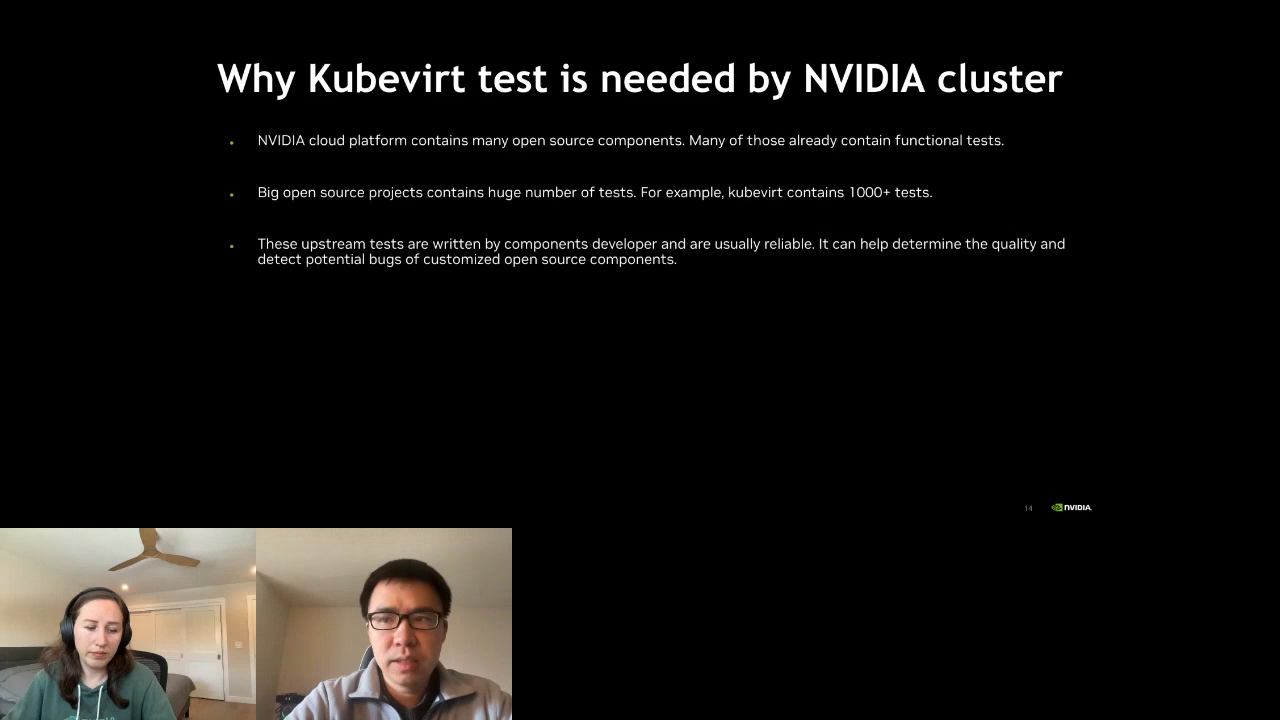 Why Kubevirt test is needed by NVIDIA cluster
• NVIDIA cloud platform contains many open source components. Many of those already contain functional tests.
• Big open source projects contains huge number of tests. For example, kubevirt contains 1000+ tests.
• These upstream tests are written by components developer and are usually reliable. It can help determine the quality and
detect potential bugs of customized open source components.
14
NVIDIA.